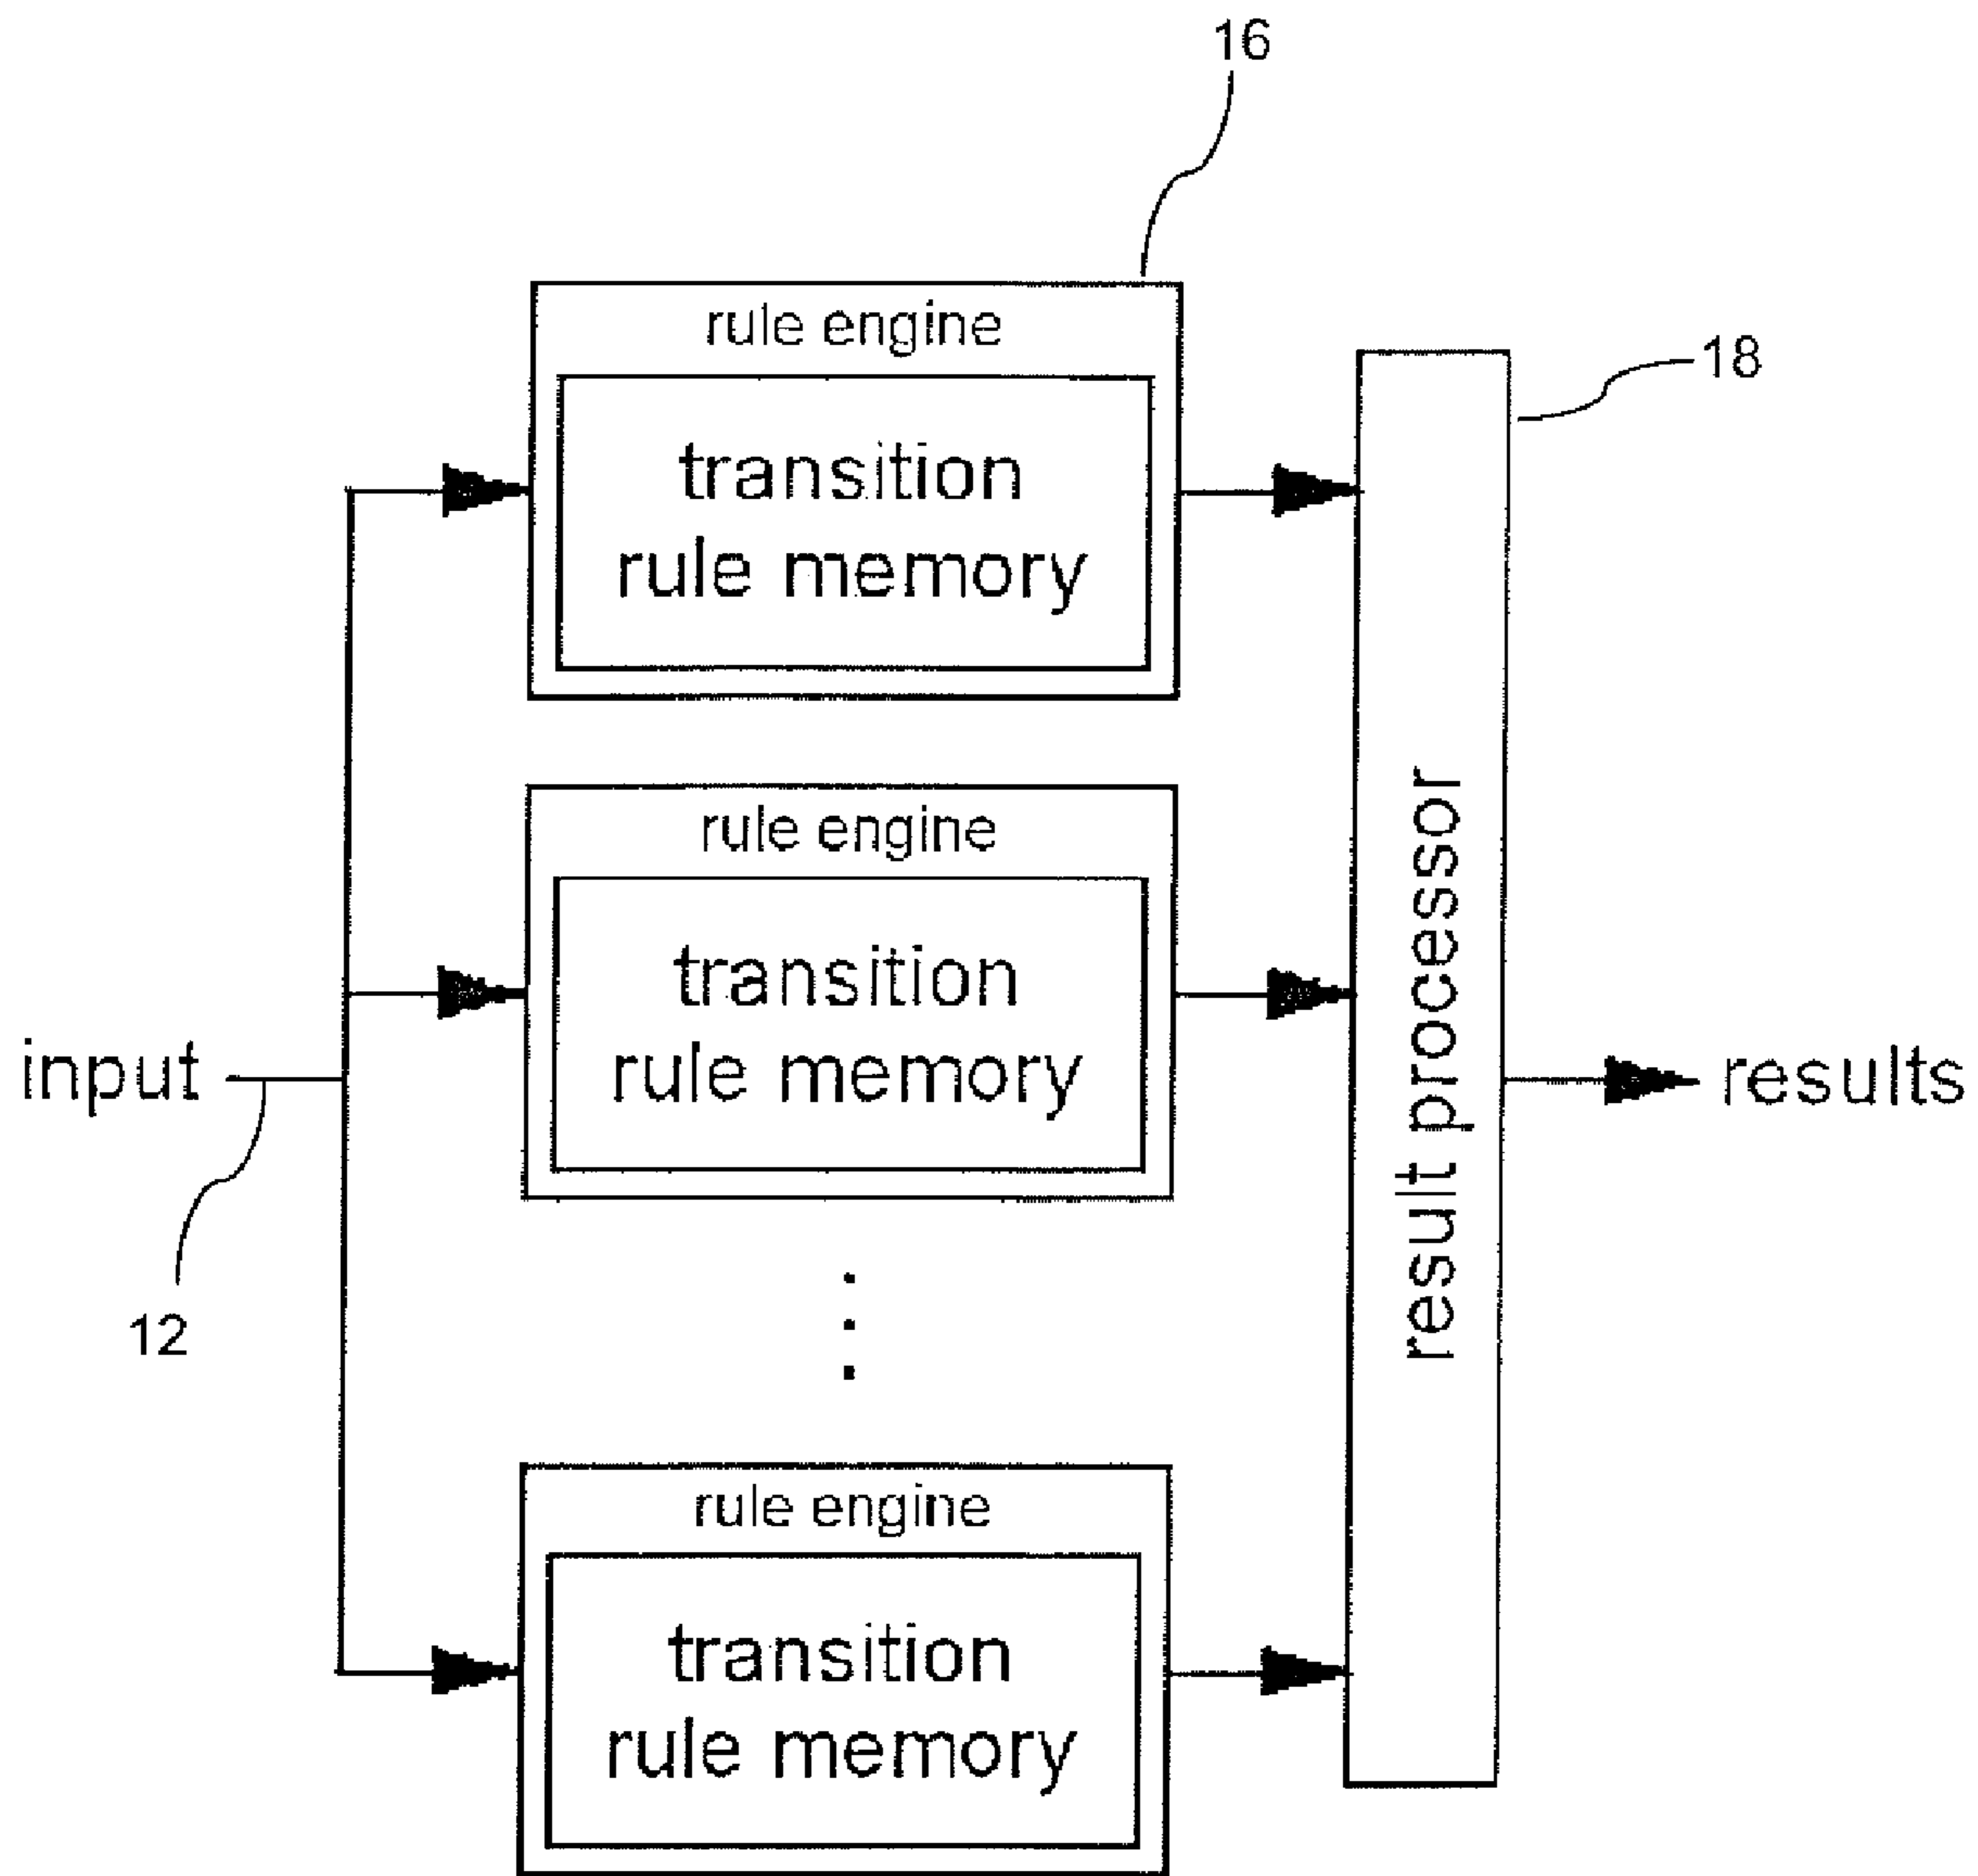 16
rule engine
18
transition
rule memory
rule engine
transition
rule memory
input
result processor
results
12
rule engine
transition
rule memory